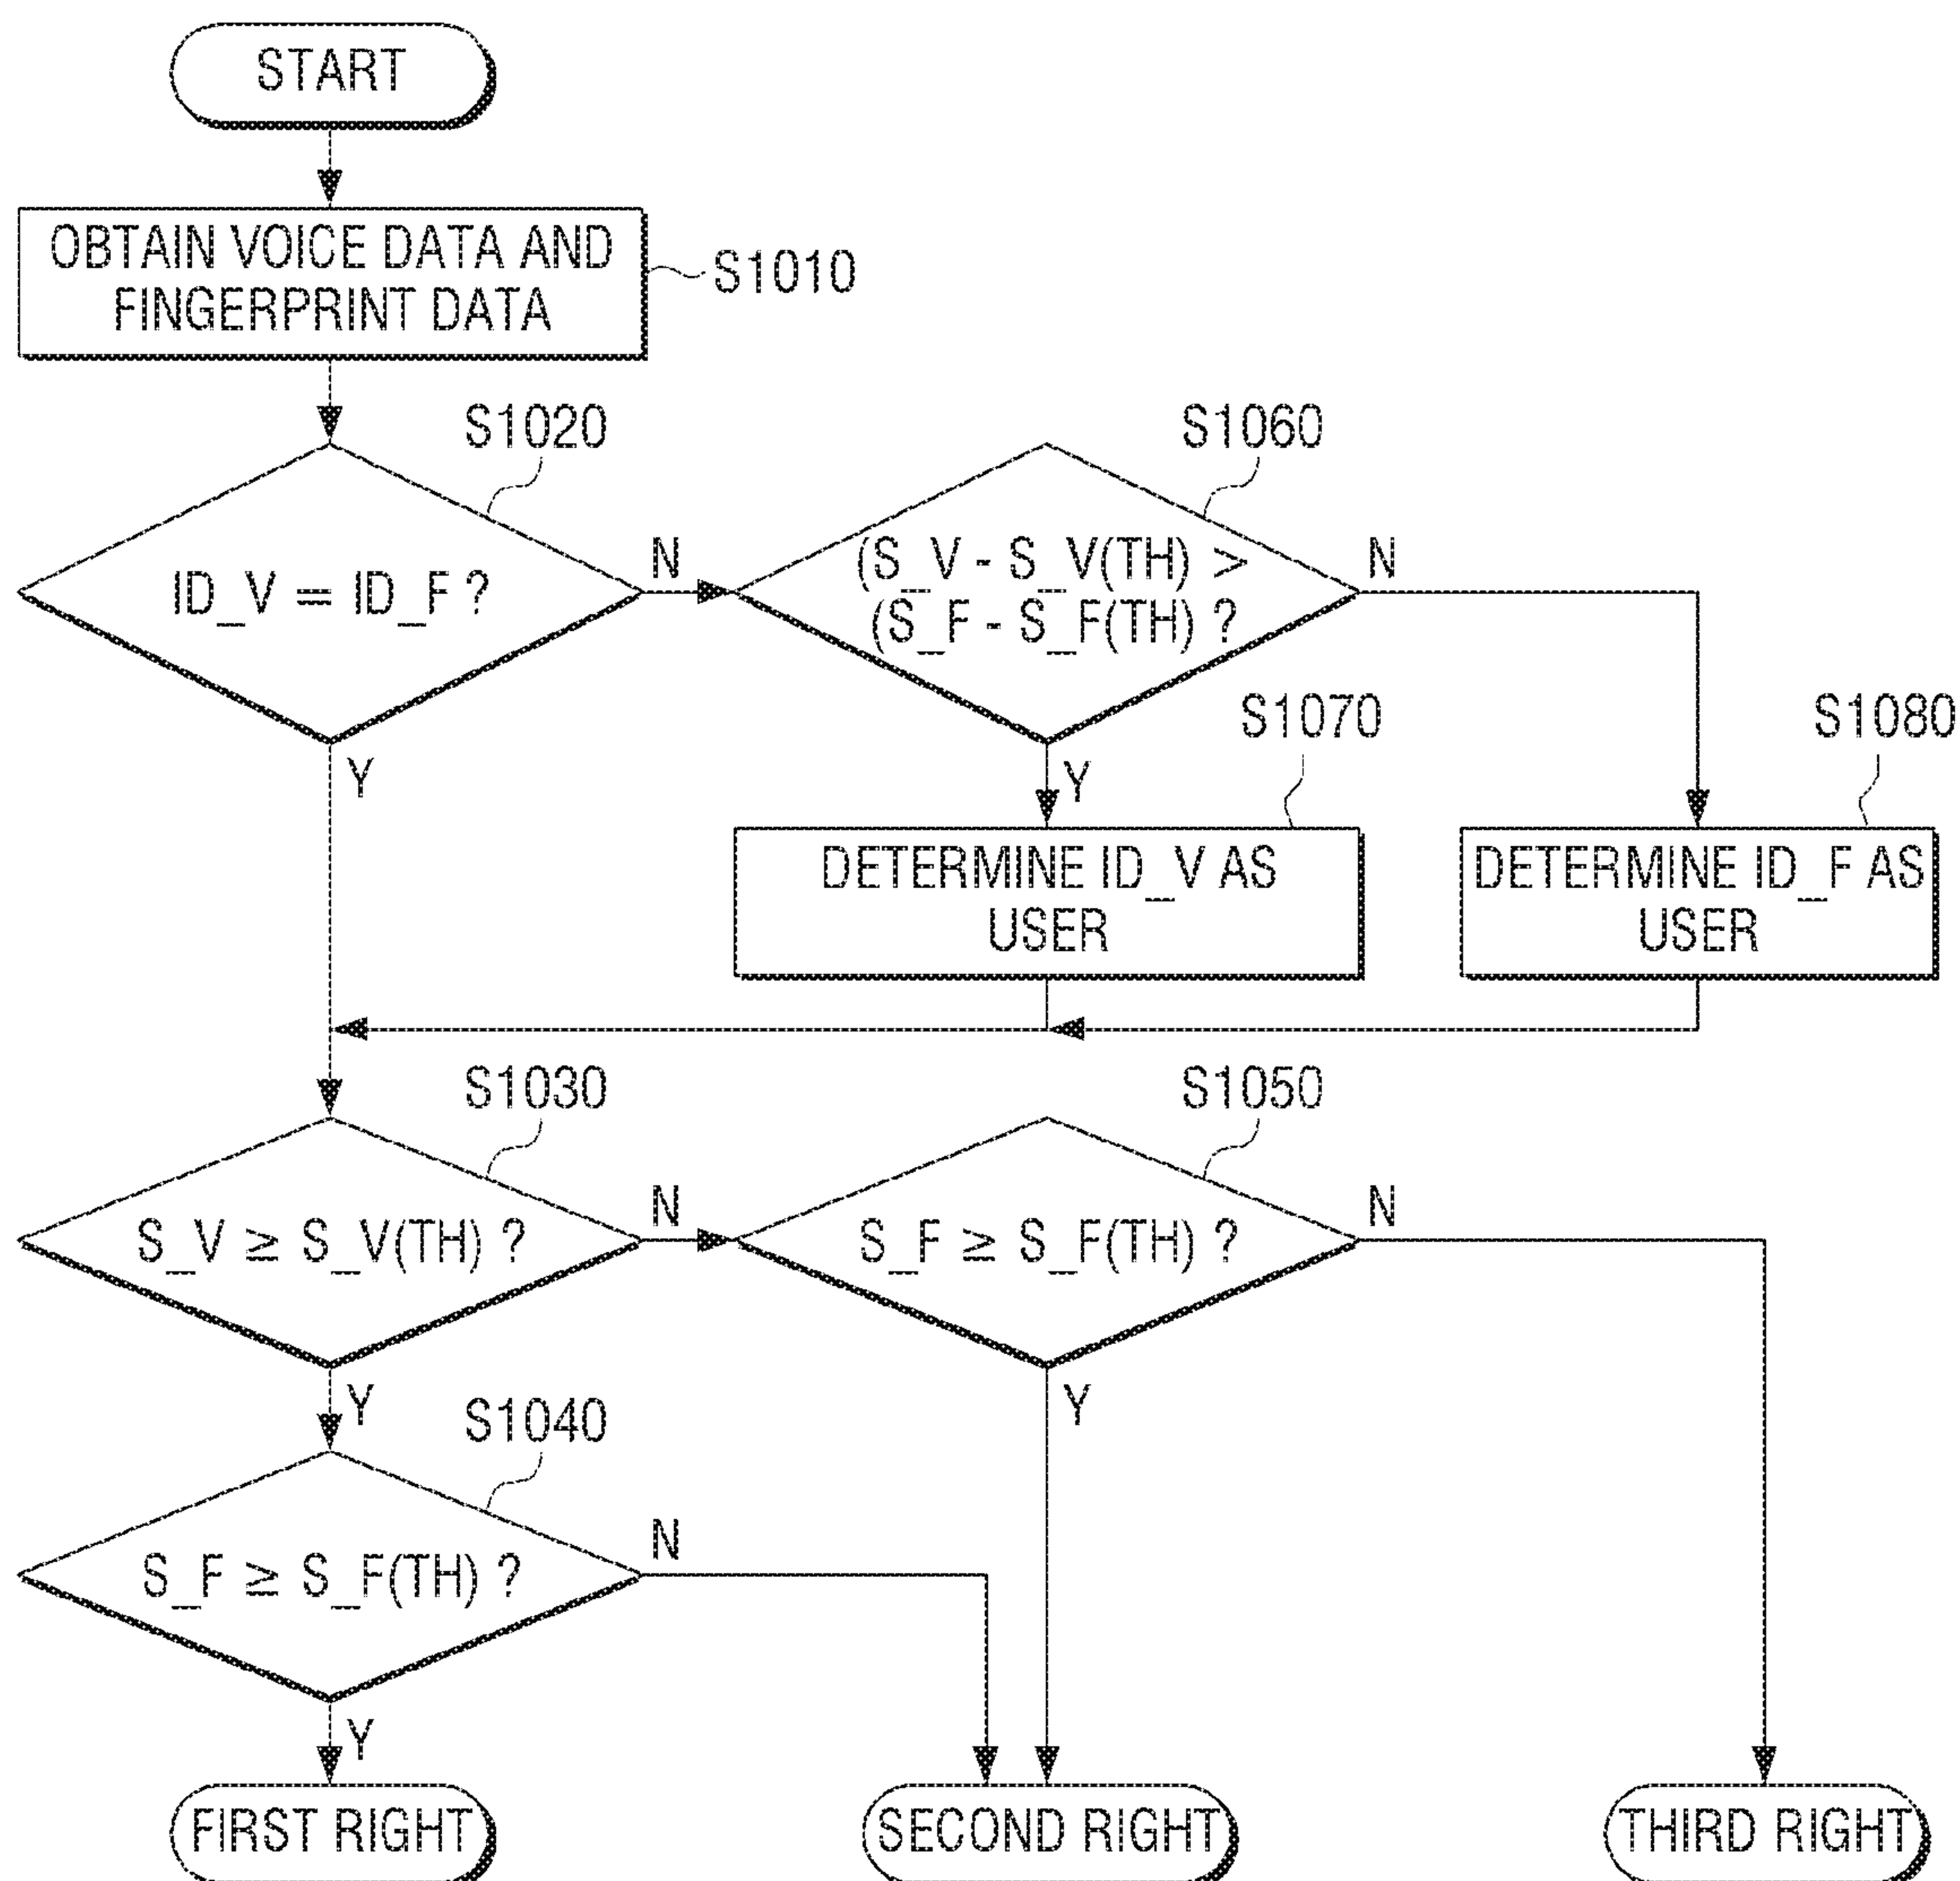 START
OBTAIN VOICE DATA AND
FINGERPRINT DATA
S1010
S1020
S1060
ID_V = ID_F ?
N
(S_V - S_V(TH) >
(S_F - S_F(TH) ?
N
Y
Y
S1070
S1080
DETERMINE ID_V AS
USER
DETERMINE ID_F AS
USER
S1030
S1050
S_V ≥ S_V(TH) ?
N
S_F ≥ S_F(TH) ?
N
Y
Y
S1040
S_F ≥ S_F(TH) ?
N
Y
FIRST RIGHT
SECOND RIGHT
THIRD RIGHT